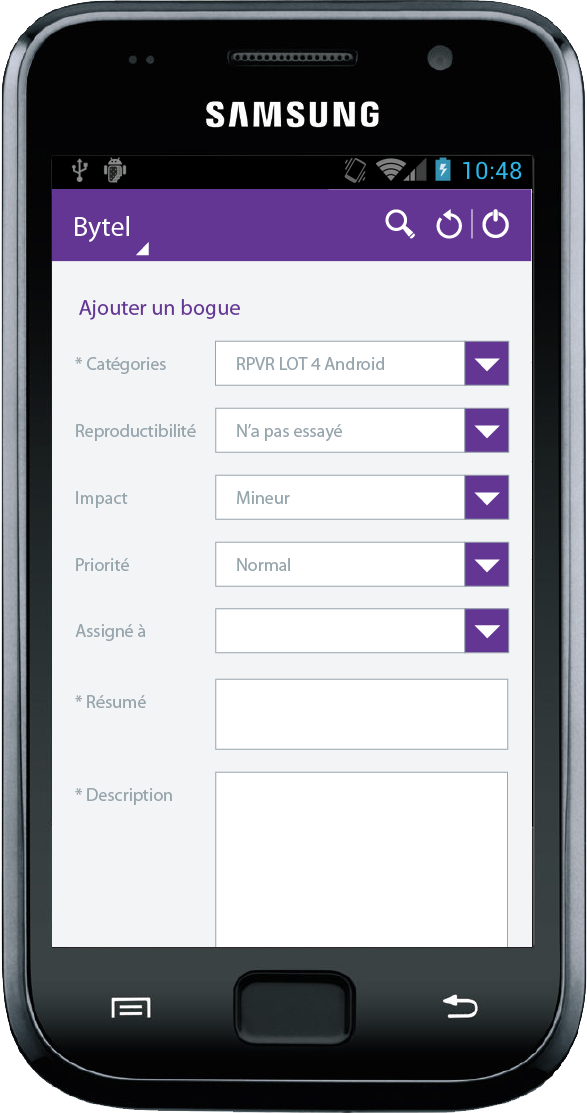 SAMSUNG
10:48
Bytel
Ajouter un bogue
* Catégories
RPVR LOT 4 Android
Reproductibilité
N'a pas essayé
Impact
Mineur
Priorité
Normal
Assigné à
* Résumé
* Description